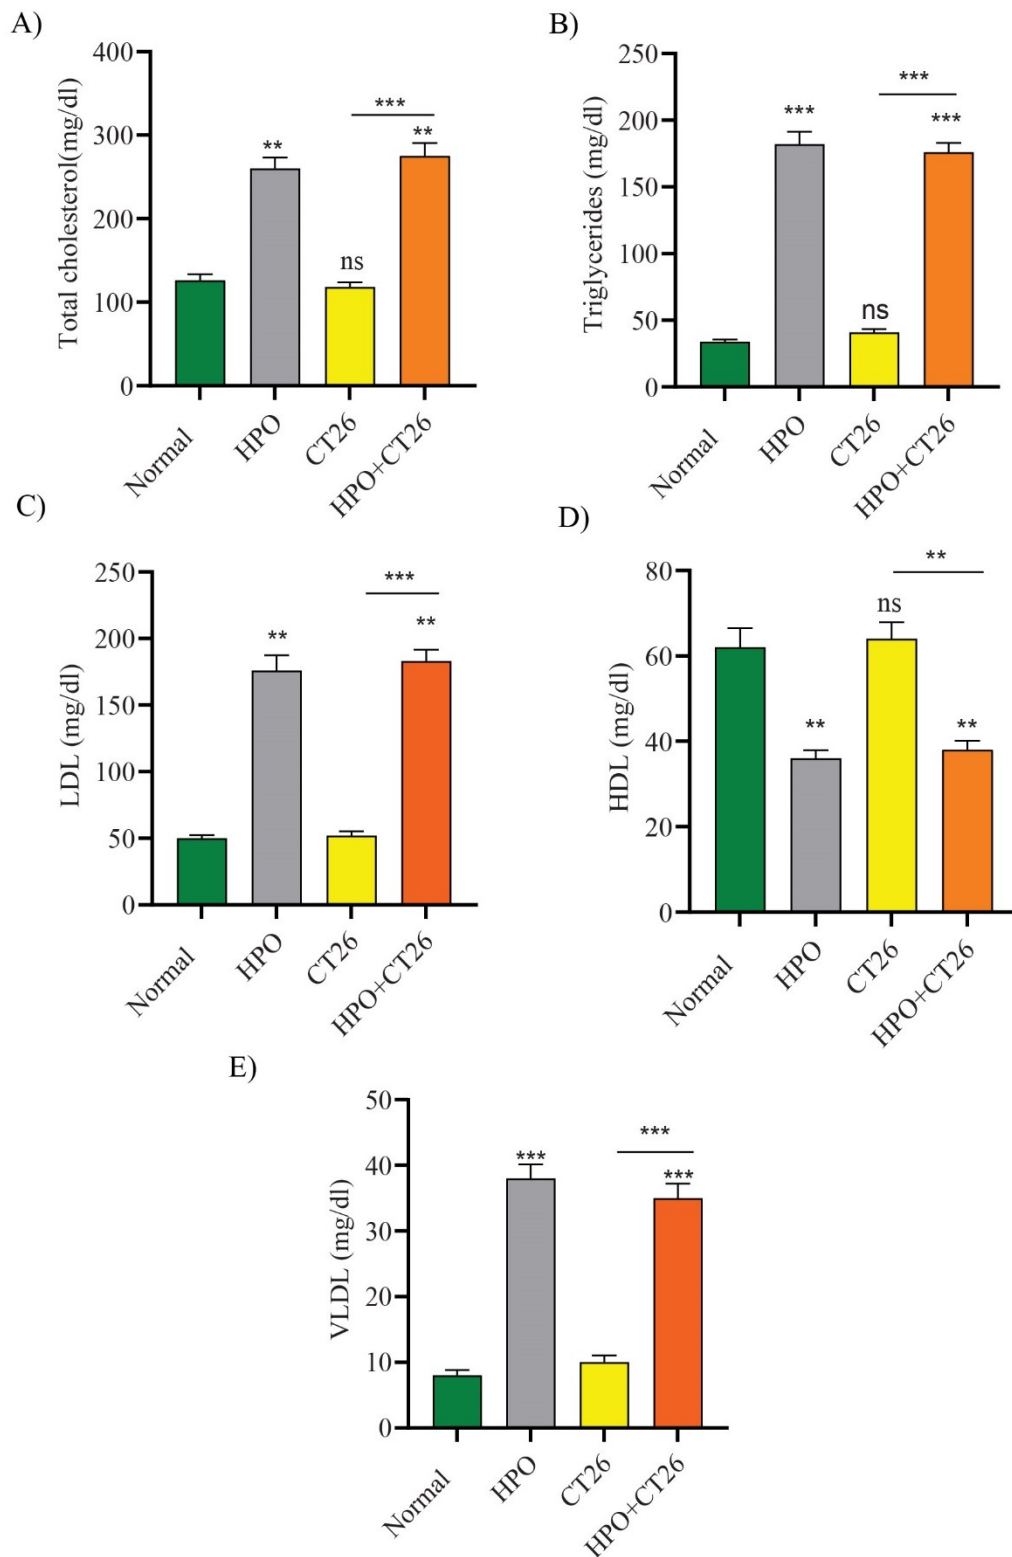 A)
Total cholesterol(mg/dl)
400
300
200
100
0
**
ns
***
**
Normal
HPO
CT26
HPO+CT26
B)
Triglycerides (mg/dl)
250
200
150
100
50
0
***
ns
***
***
Normal
HPO
CT26
HPO+CT26
C)
LDL (mg/dl)
250
200
150
100
50
0
**
***
**
Normal
HPO
CT26
HPO+CT26
D)
HDL (mg/dl)
80
60
40
20
0
**
ns
**
**
Normal
HPO
CT26
HPO+CT26
E)
VLDL (mg/dl)
50
40
30
20
10
0
***
***
***
Normal
HPO
CT26
HPO+CT26